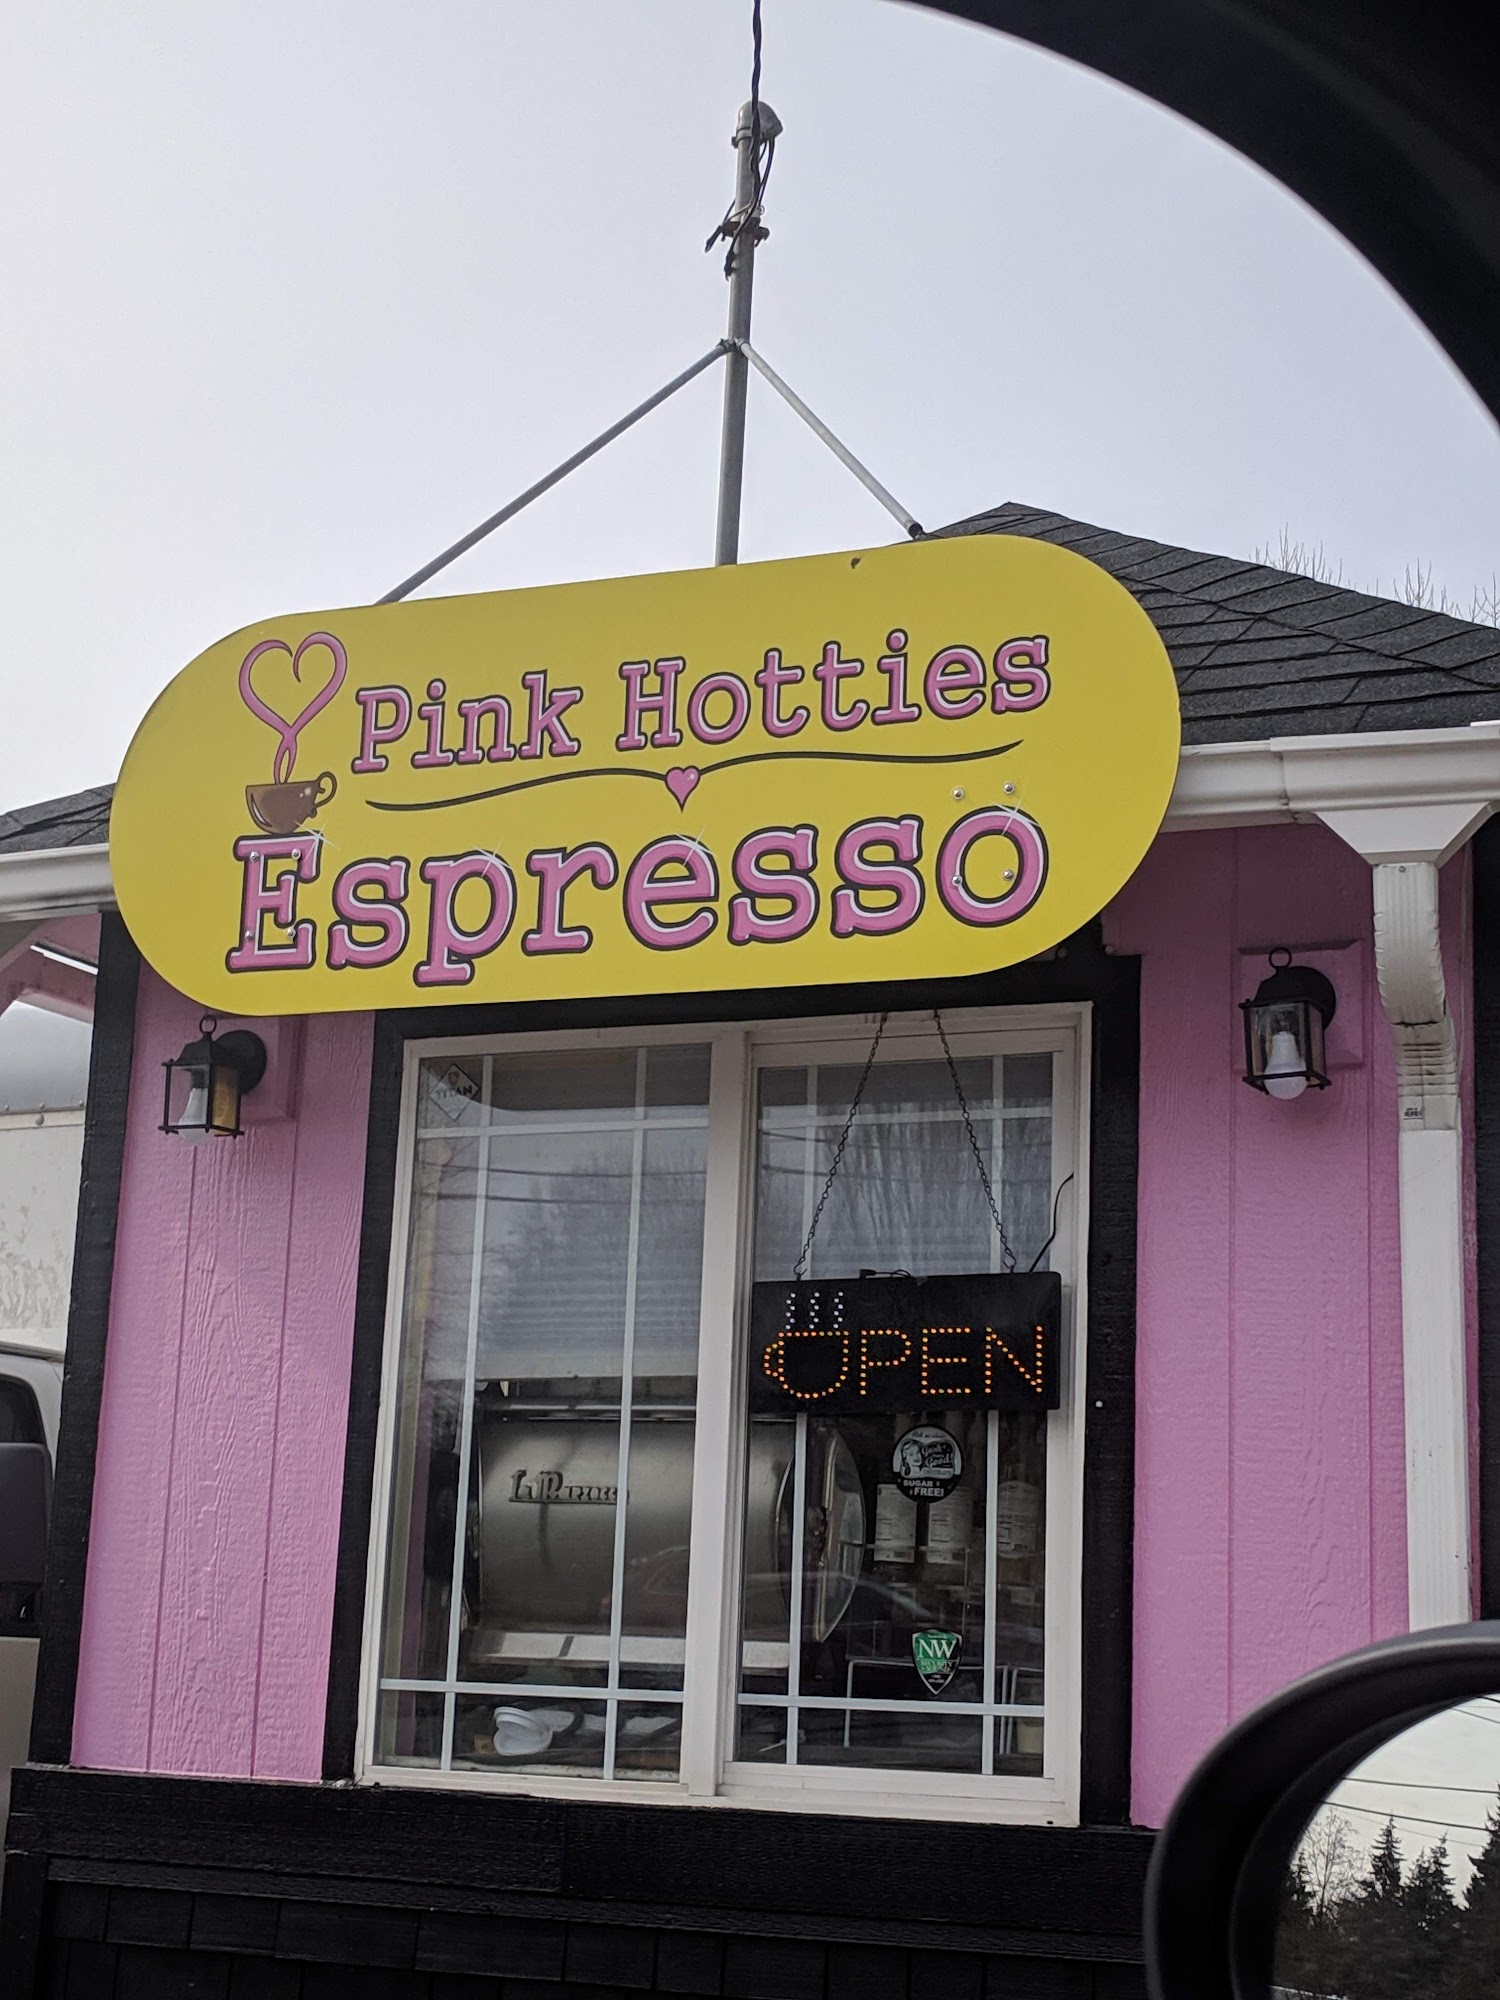 Pink Hotties
Espresso
TITAN
OPEN
SUGAR
FREE!
NW